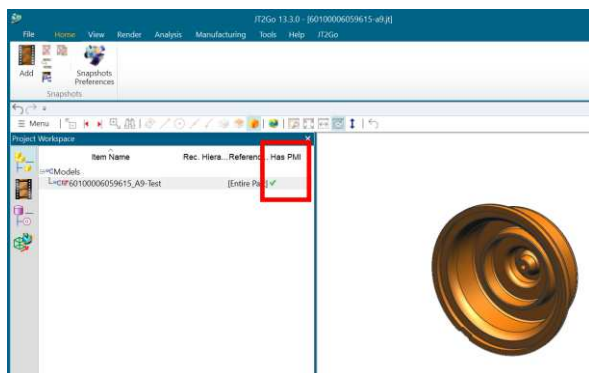 JT2Go 13.3.0 - [60100006059615-a9.jt]
File Home View Render Analysis Manufacturing Tools Help JT2Go
Add
Snapshots Preferences
Snapshots
Menu
Project Workspace
Item Name Rec. Hiera... Referenc... Has PMI
Models
60100006059615_A9-Test [Entire Part]